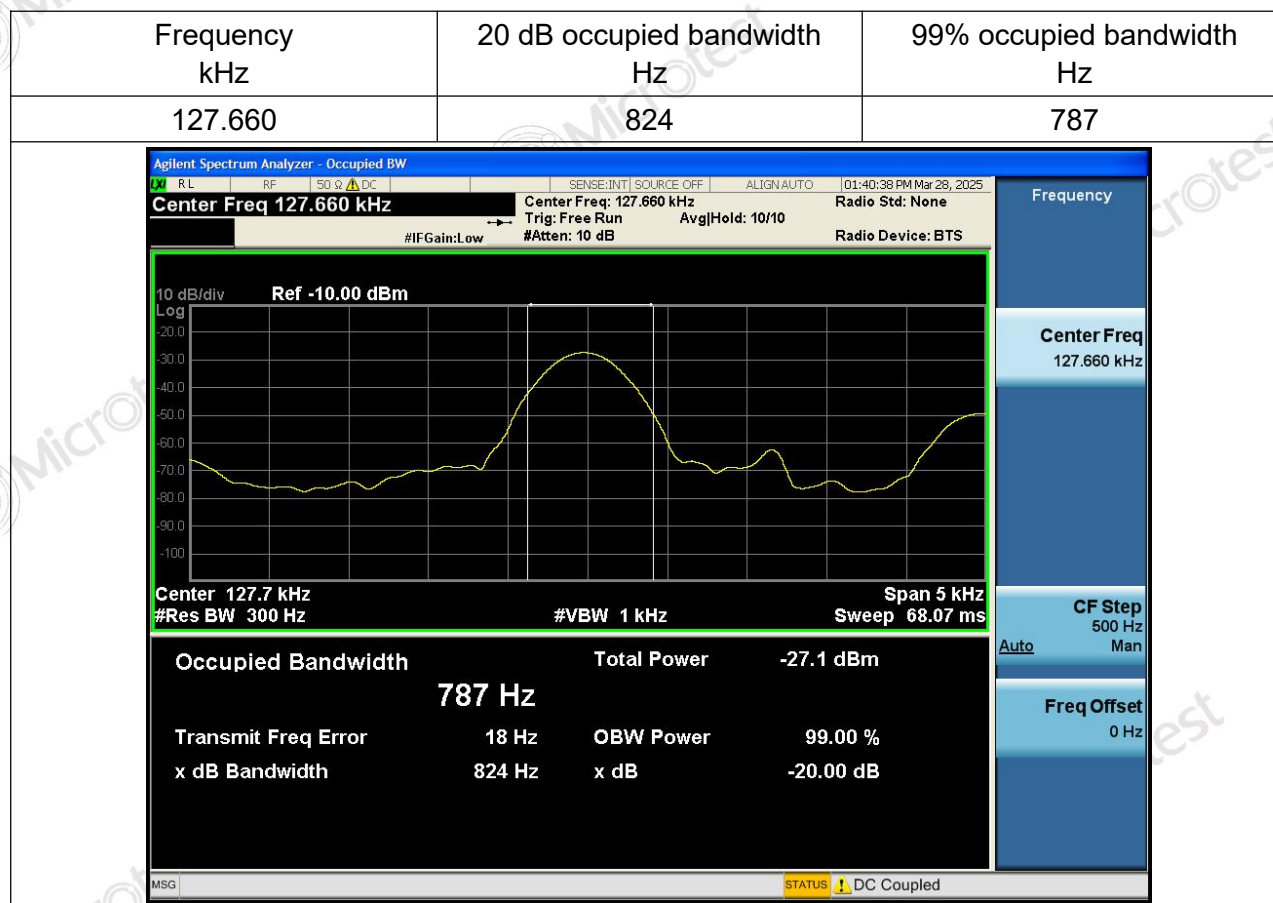 Frequency
kHz
20 dB occupied bandwidth
Hz
99% occupied bandwidth
Hz
127.660
824
787
Agilent Spectrum Analyzer - Occupied BW
LXI RL RF 50 Ω DC SENSE:INT SOURCE OFF ALIGN AUTO 01:40:38 PM Mar 28, 2025
Center Freq 127.660 kHz
Center Freq: 127.660 kHz
Radio Std: None
Trig: Free Run Avg|Hold: 10/10
#IFGain:Low
#Atten: 10 dB
Radio Device: BTS
10 dB/div Ref -10.00 dBm
Log
-20.0
-30.0
-40.0
-50.0
-60.0
-70.0
-80.0
-90.0
-100
Center 127.7 kHz Span 5 kHz
#Res BW 300 Hz #VBW 1 kHz Sweep 68.07 ms
Occupied Bandwidth Total Power -27.1 dBm
787 Hz
Transmit Freq Error 18 Hz OBW Power 99.00 %
x dB Bandwidth 824 Hz x dB -20.00 dB
MSG STATUS DC Coupled
Frequency
Center Freq
127.660 kHz
CF Step
500 Hz
Auto Man
Freq Offset
0 Hz
Microtest